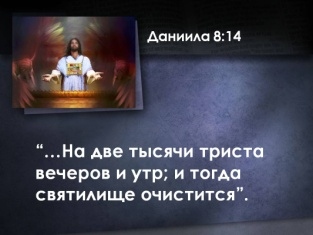 Даниила 8:14
“…На две тысячи триста
вечеров и утр; и тогда
святилище очистится”.